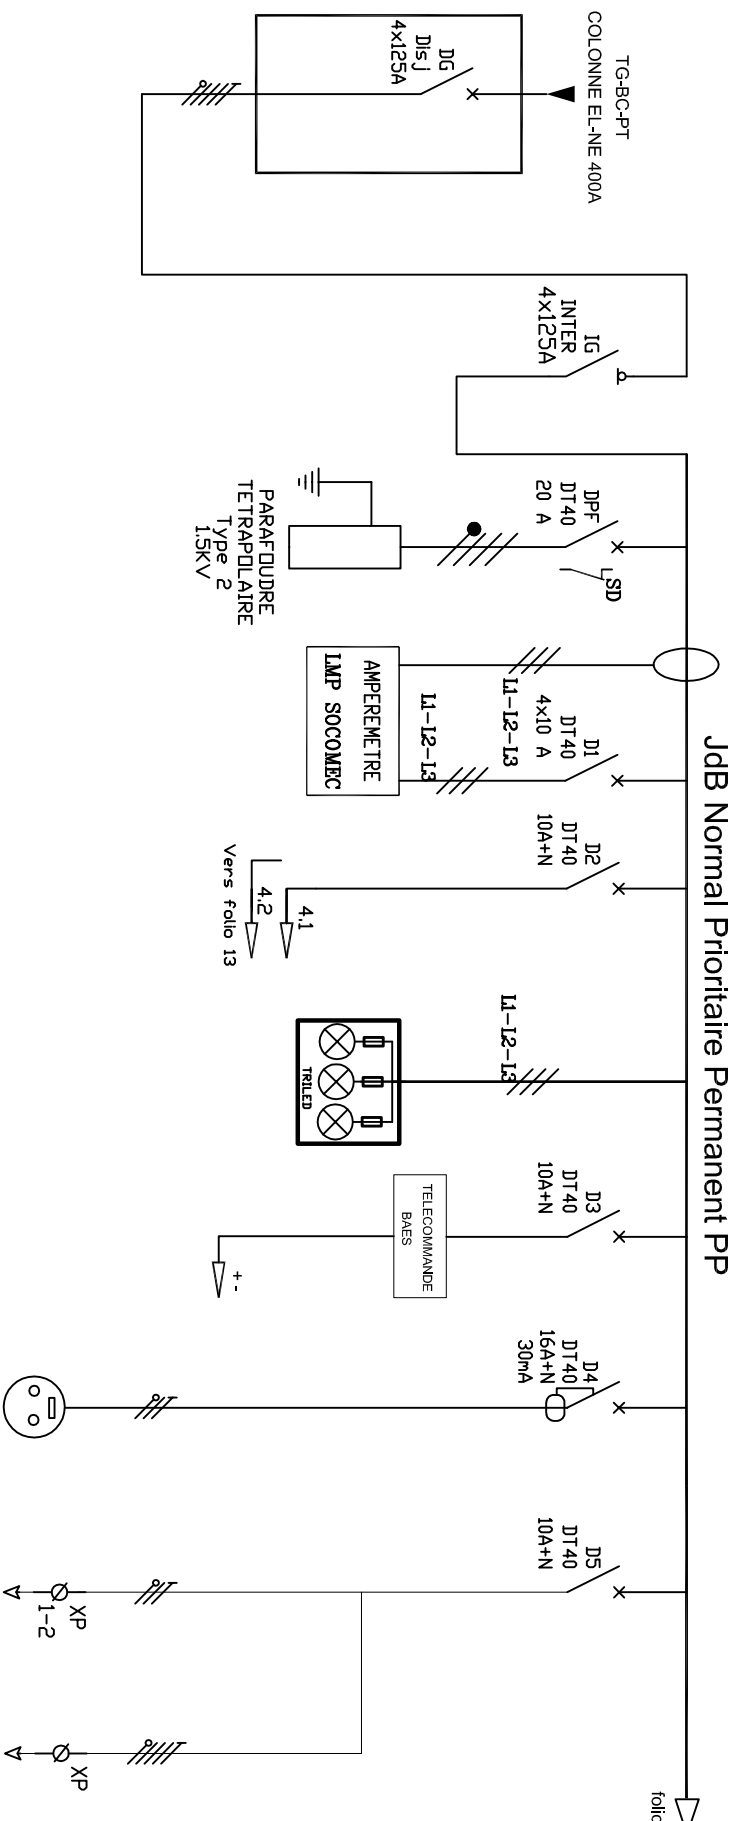 TG-BC-PT
COLONNE EL-NE 400A
DG
Disj
4x125A
IG
INTER
4x125A
DPF
DT40
20 A
SD
PARAFOUDRE
TETRAPOLAIRE
Type 2
1.5KV
JdB Normal Prioritaire Permanent PP
L1-L2-L3
AMPEREMETRE
LMP SOCOMEC
D1
DT40
4x10 A
L1-L2-L3
D2
DT40
10A+N
4.1
4.2
Vers folio 13
L1-L2-L3
TRILED
D3
DT40
10A+N
TELECOMMANDE
BAES
+ -
D4
DT40
16A+N
30mA
D5
DT40
10A+N
XP
1-2
XP